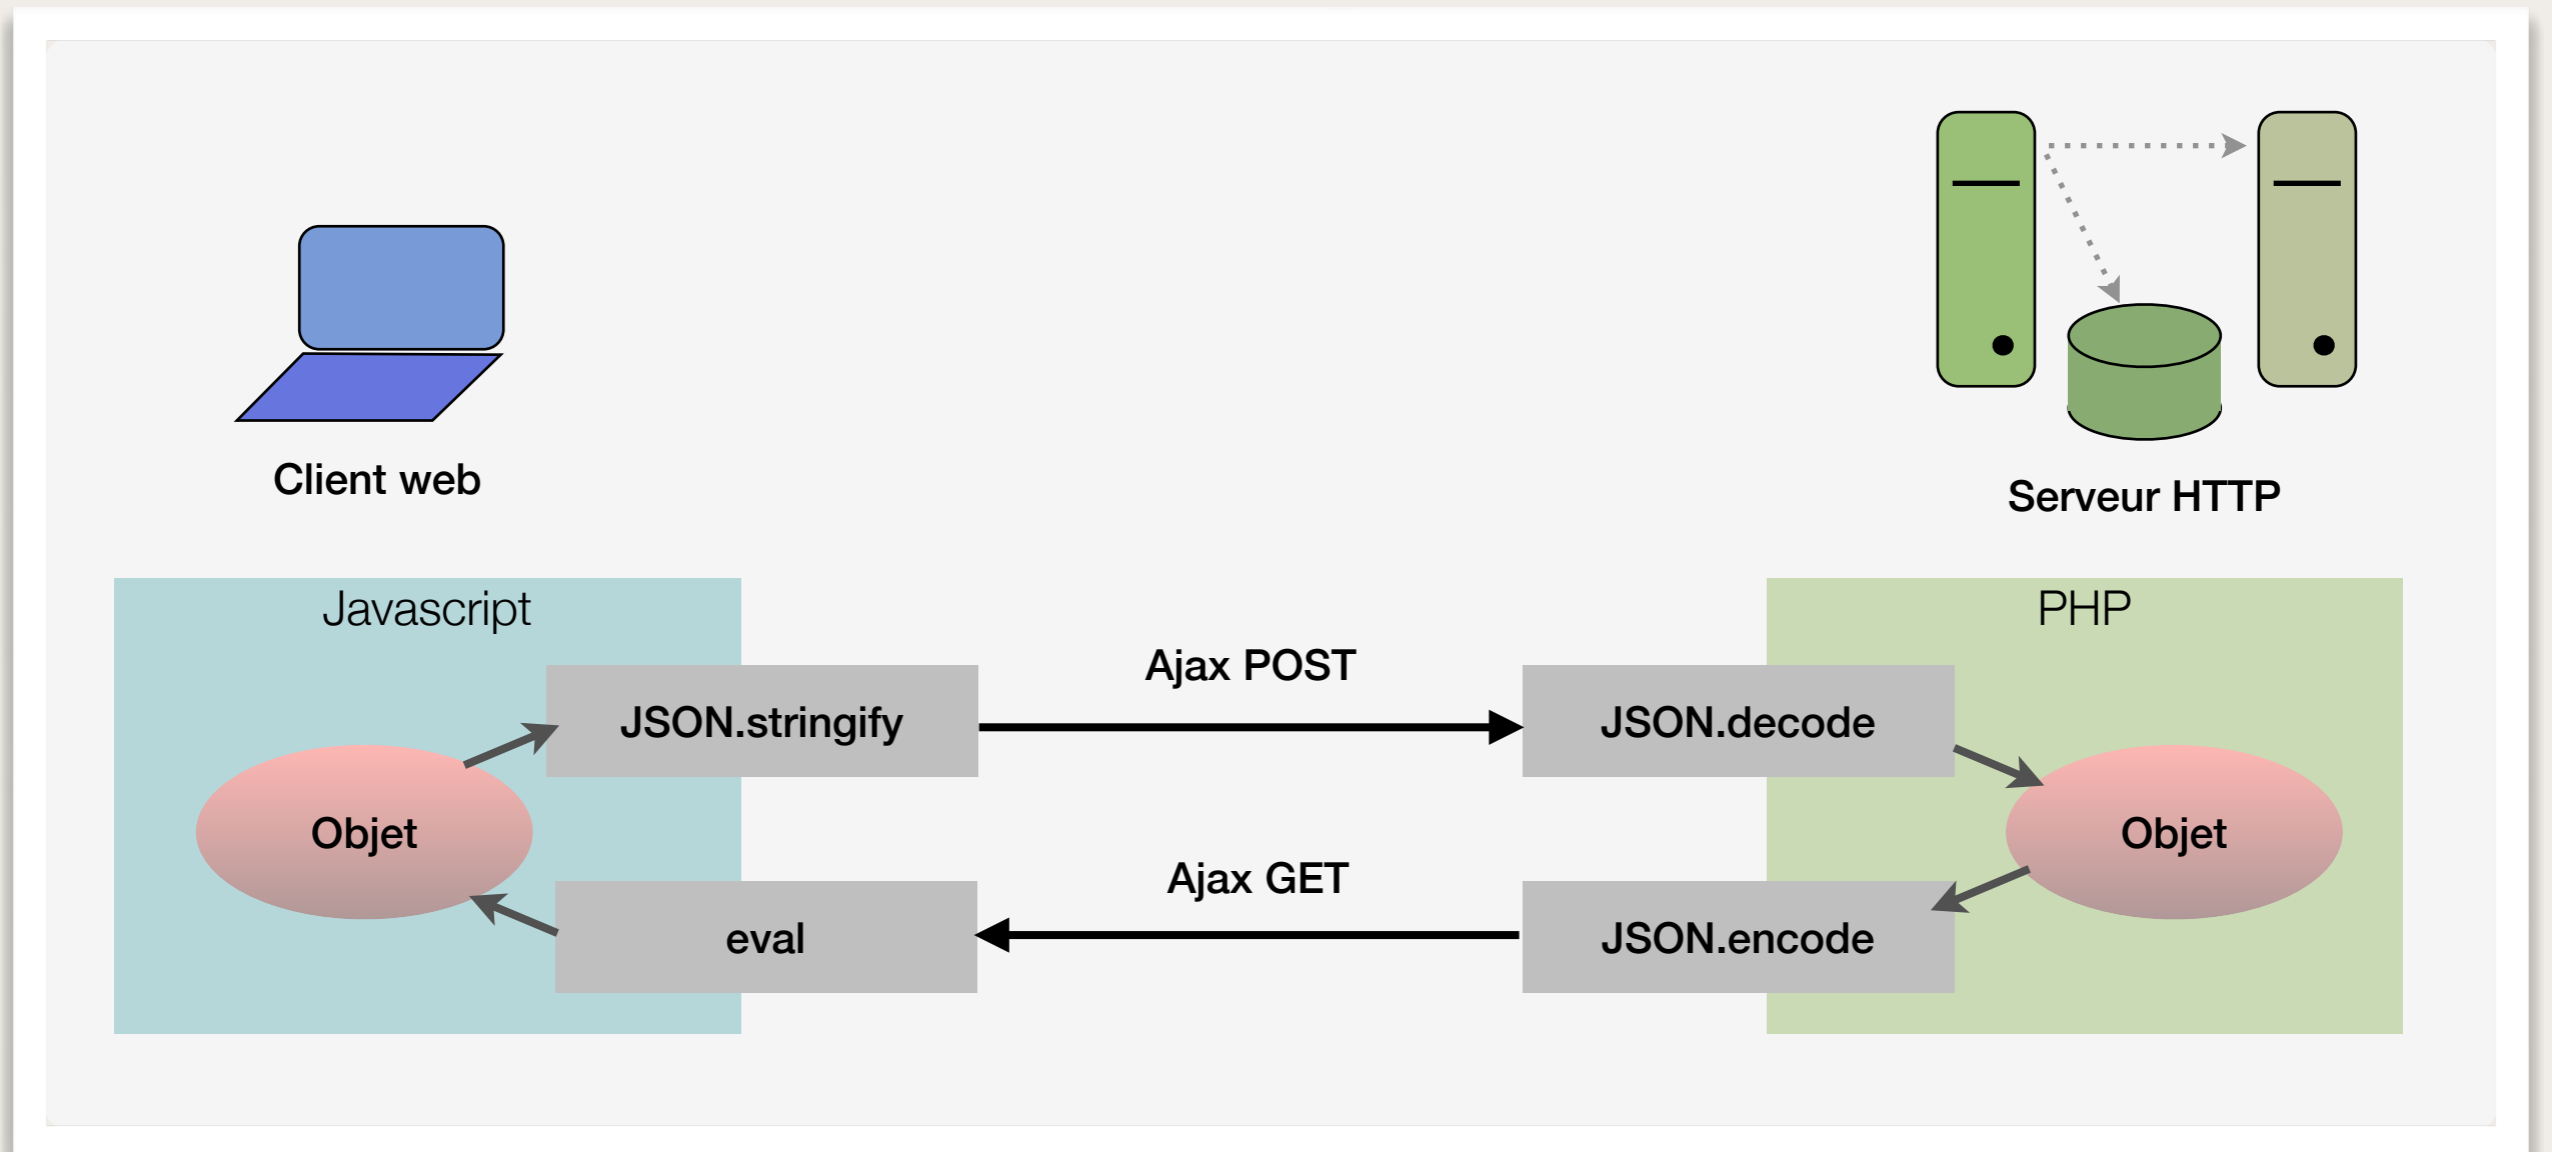 Client web
Serveur HTTP
Javascript
PHP
Ajax POST
JSON.stringify
JSON.decode
Objet
Objet
Ajax GET
eval
JSON.encode